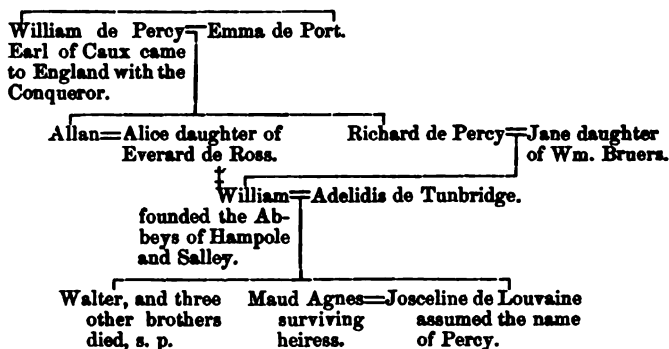 William de Percy=Emma de Port.
Earl of Caux came
to England with the
Conqueror.
Allan=Alice daughter of
Everard de Ross.
Richard de Percy=Jane daughter
of Wm. Bruera.
‡
William=Adelidis de Tunbridge.
founded the Ab-
beys of Hampole
and Salley.
Walter, and three
other brothers
died, s. p.
Maud Agnes=Josceline de Louvaine
surviving
heiress.
assumed the name
of Percy.